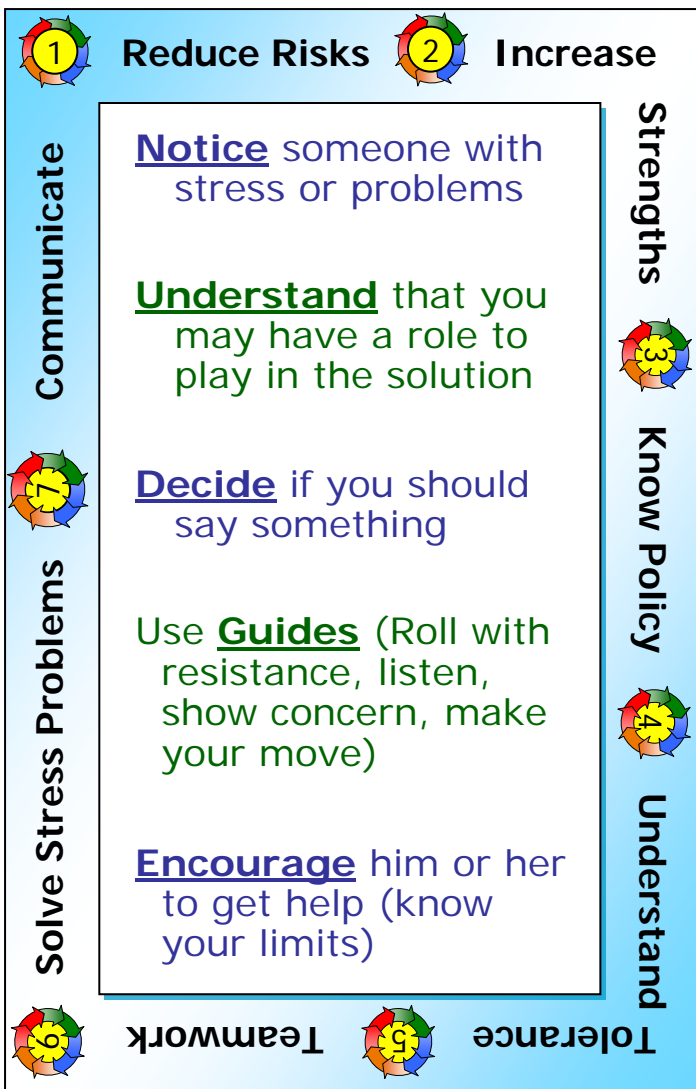 1 Reduce Risks 2 Increase
Strengths
3
Know Policy
4
Understand
Tolerance 5 Teamwork
6
Solve Stress Problems
7
Communicate
Notice someone with
stress or problems
Understand that you
may have a role to
play in the solution
Decide if you should
say something
Use Guides (Roll with
resistance, listen,
show concern, make
your move)
Encourage him or her
to get help (know
your limits)